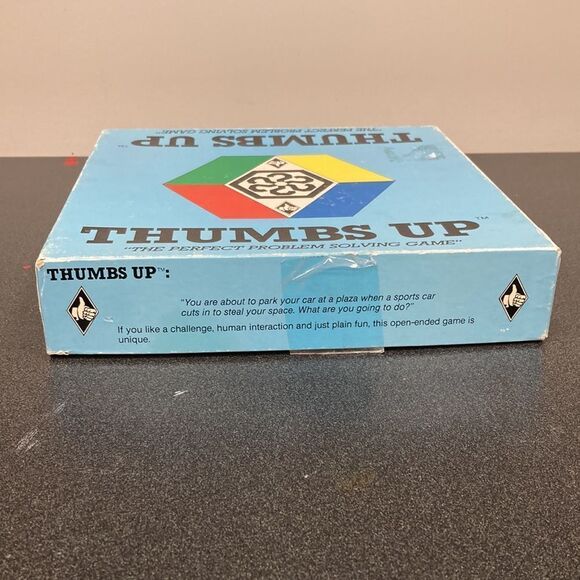 "THE PERFECT PROBLEM SOLVING GAME"
THUMBS UP™
THUMBS UP™
"THE PERFECT PROBLEM SOLVING GAME"
THUMBS UP™:
"You are about to park your car at a plaza when a sports car
cuts in to steal your space. What are you going to do?"
If you like a challenge, human interaction and just plain fun, this open-ended game is
unique.